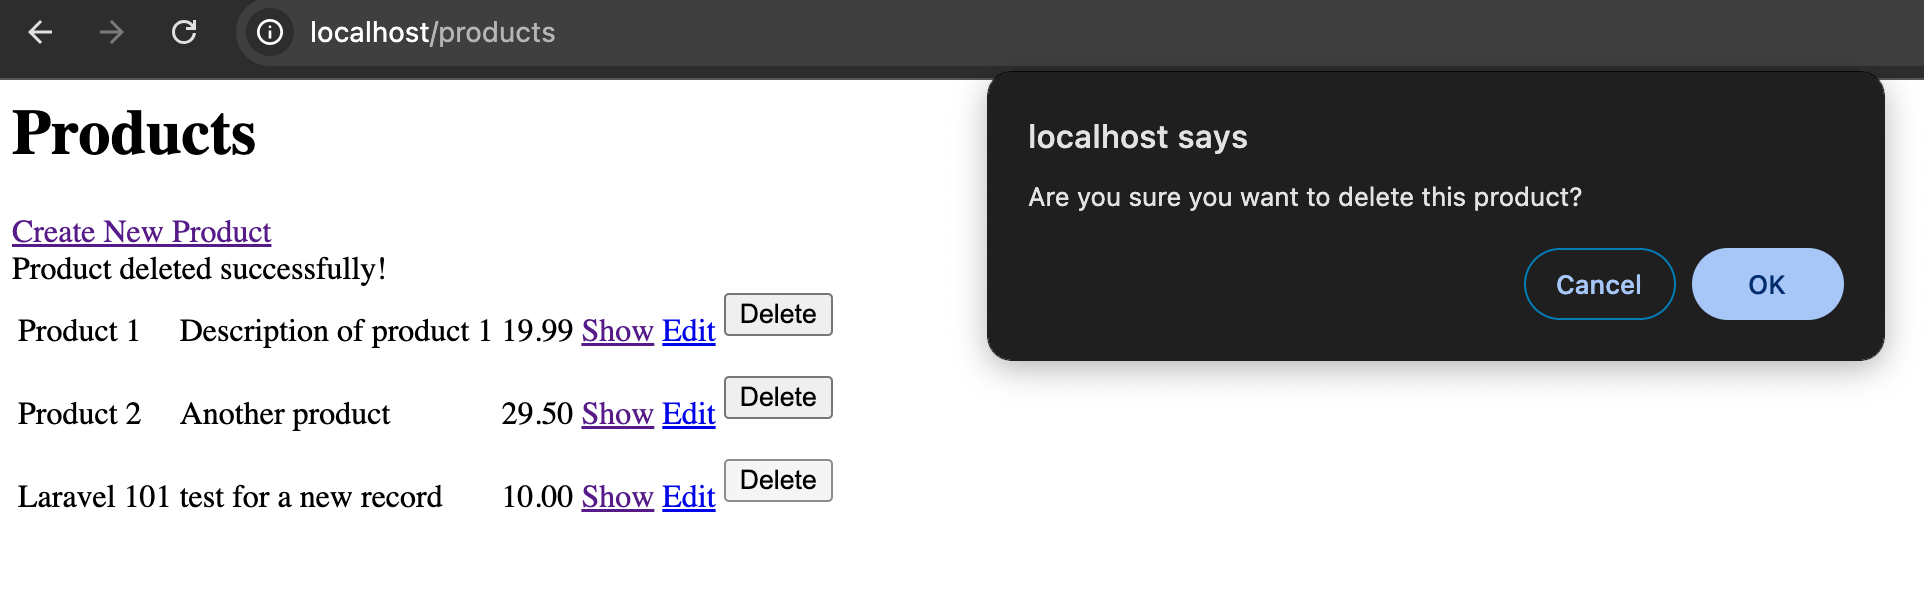 localhost/products
localhost says
Are you sure you want to delete this product?
Cancel OK
Products
Create New Product
Product deleted successfully!
Product 1 Description of product 1 19.99 Show Edit Delete
Product 2 Another product 29.50 Show Edit Delete
Laravel 101 test for a new record 10.00 Show Edit Delete